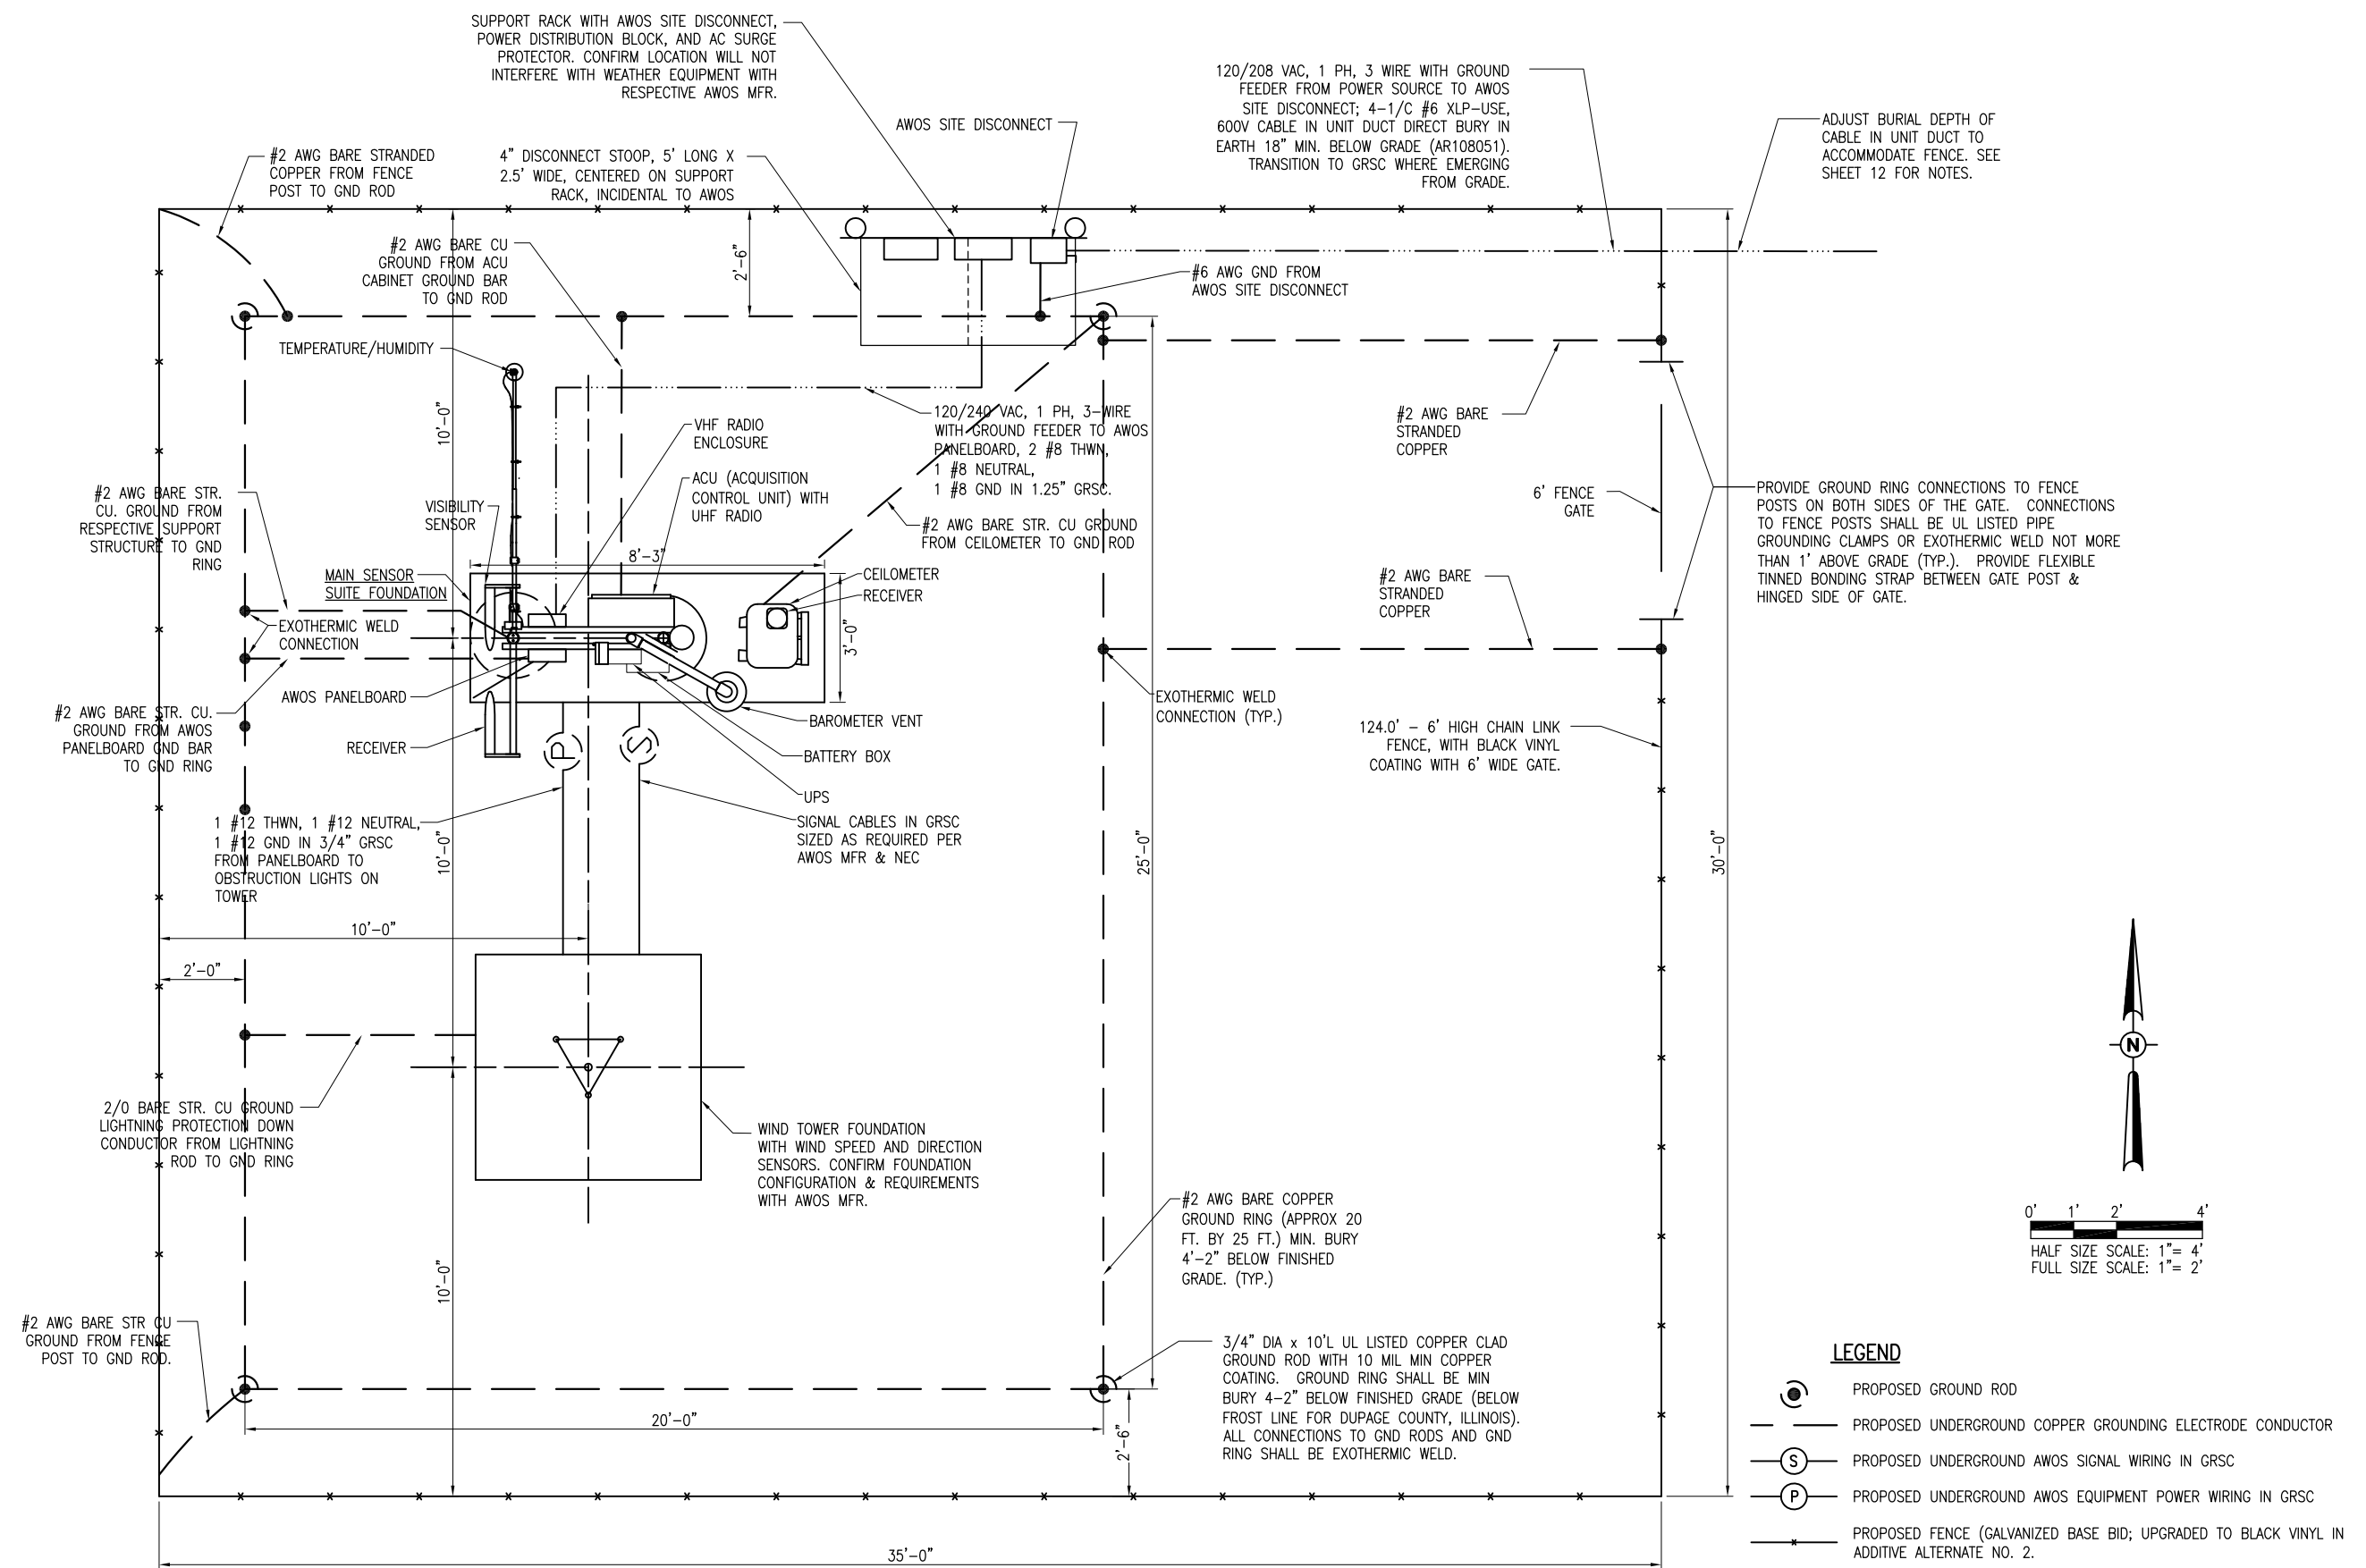 SUPPORT RACK WITH AWOS SITE DISCONNECT,
POWER DISTRIBUTION BLOCK, AND AC SURGE
PROTECTOR. CONFIRM LOCATION WILL NOT
INTERFERE WITH WEATHER EQUIPMENT WITH
RESPECTIVE AWOS MFR.
120/208 VAC, 1 PH, 3 WIRE WITH GROUND
FEEDER FROM POWER SOURCE TO AWOS
SITE DISCONNECT; 4-1/C #6 XLP-USE,
600V CABLE IN UNIT DUCT DIRECT BURY IN
EARTH 18" MIN. BELOW GRADE (AR108051).
TRANSITION TO GRSC WHERE EMERGING
FROM GRADE.
AWOS SITE DISCONNECT
ADJUST BURIAL DEPTH OF
CABLE IN UNIT DUCT TO
ACCOMMODATE FENCE. SEE
SHEET 12 FOR NOTES.
#2 AWG BARE STRANDED
COPPER FROM FENCE
POST TO GND ROD
4" DISCONNECT STOOP, 5' LONG X
2.5' WIDE, CENTERED ON SUPPORT
RACK, INCIDENTAL TO AWOS
#2 AWG BARE CU
GROUND FROM ACU
CABINET GROUND BAR
TO GND ROD
2'-6"
#6 AWG GND FROM
AWOS SITE DISCONNECT
TEMPERATURE/HUMIDITY
10'-0"
120/240 VAC, 1 PH, 3-WIRE
WITH GROUND FEEDER TO AWOS
PANELBOARD, 2 #8 THWN,
1 #8 NEUTRAL,
1 #8 GND IN 1.25" GRSC.
#2 AWG BARE
STRANDED
COPPER
VHF RADIO
ENCLOSURE
ACU (ACQUISITION
CONTROL UNIT) WITH
UHF RADIO
#2 AWG BARE STR.
CU. GROUND FROM
RESPECTIVE SUPPORT
STRUCTURE TO GND
RING
VISIBILITY
SENSOR
6' FENCE
GATE
PROVIDE GROUND RING CONNECTIONS TO FENCE
POSTS ON BOTH SIDES OF THE GATE. CONNECTIONS
TO FENCE POSTS SHALL BE UL LISTED PIPE
GROUNDING CLAMPS OR EXOTHERMIC WELD NOT MORE
THAN 1' ABOVE GRADE (TYP.). PROVIDE FLEXIBLE
TINNED BONDING STRAP BETWEEN GATE POST &
HINGED SIDE OF GATE.
#2 AWG BARE STR. CU GROUND
FROM CEILOMETER TO GND ROD
8'-3"
MAIN SENSOR
SUITE FOUNDATION
CEILOMETER
RECEIVER
#2 AWG BARE
STRANDED
COPPER
EXOTHERMIC WELD
CONNECTION
3'-0"
AWOS PANELBOARD
EXOTHERMIC WELD
CONNECTION (TYP.)
#2 AWG BARE STR. CU.
GROUND FROM AWOS
PANELBOARD GND BAR
TO GND RING
RECEIVER
P
S
BAROMETER VENT
BATTERY BOX
UPS
124.0' - 6' HIGH CHAIN LINK
FENCE, WITH BLACK VINYL
COATING WITH 6' WIDE GATE.
1 #12 THWN, 1 #12 NEUTRAL,
1 #12 GND IN 3/4" GRSC
FROM PANELBOARD TO
OBSTRUCTION LIGHTS ON
TOWER
10'-0"
SIGNAL CABLES IN GRSC
SIZED AS REQUIRED PER
AWOS MFR & NEC
25'-0"
30'-0"
10'-0"
2'-0"
N
2/0 BARE STR. CU GROUND
LIGHTNING PROTECTION DOWN
CONDUCTOR FROM LIGHTNING
ROD TO GND RING
WIND TOWER FOUNDATION
WITH WIND SPEED AND DIRECTION
SENSORS. CONFIRM FOUNDATION
CONFIGURATION & REQUIREMENTS
WITH AWOS MFR.
#2 AWG BARE COPPER
GROUND RING (APPROX 20
FT. BY 25 FT.) MIN. BURY
4'-2" BELOW FINISHED
GRADE. (TYP.)
0' 1' 2' 4'
HALF SIZE SCALE: 1"= 4'
FULL SIZE SCALE: 1"= 2'
10'-0"
#2 AWG BARE STR CU
GROUND FROM FENCE
POST TO GND ROD.
3/4" DIA x 10'L UL LISTED COPPER CLAD
GROUND ROD WITH 10 MIL MIN COPPER
COATING. GROUND RING SHALL BE MIN
BURY 4-2" BELOW FINISHED GRADE (BELOW
FROST LINE FOR DUPAGE COUNTY, ILLINOIS).
ALL CONNECTIONS TO GND RODS AND GND
RING SHALL BE EXOTHERMIC WELD.
20'-0"
2'-6"
35'-0"
LEGEND
PROPOSED GROUND ROD
PROPOSED UNDERGROUND COPPER GROUNDING ELECTRODE CONDUCTOR
S PROPOSED UNDERGROUND AWOS SIGNAL WIRING IN GRSC
P PROPOSED UNDERGROUND AWOS EQUIPMENT POWER WIRING IN GRSC
PROPOSED FENCE (GALVANIZED BASE BID; UPGRADED TO BLACK VINYL IN
ADDITIVE ALTERNATE NO. 2.